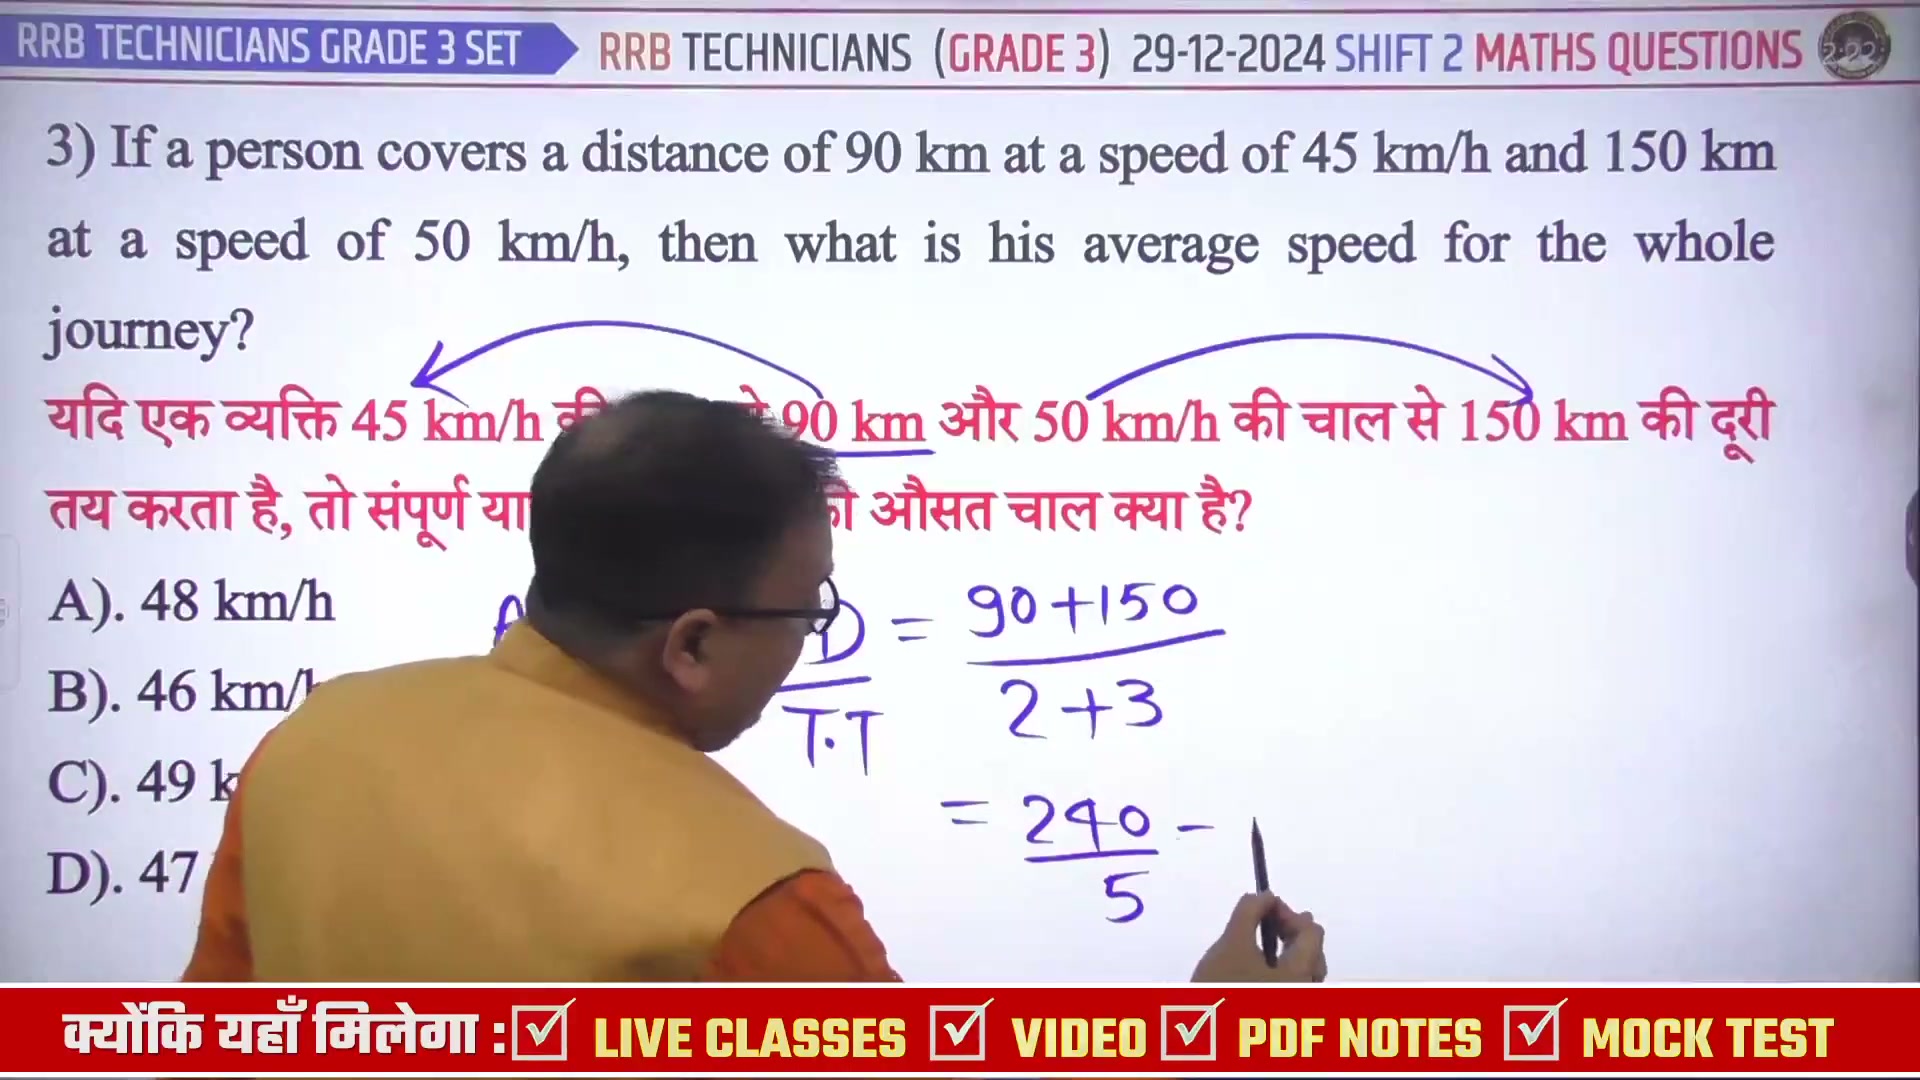 RRB TECHNICIANS GRADE 3 SET
RRB TECHNICIANS (GRADE 3) 29-12-2024 SHIFT 2 MATHS QUESTIONS
3) If a person covers a distance of 90 km at a speed of 45 km/h and 150 km
at a speed of 50 km/h, then what is his average speed for the whole
journey?
यदि एक व्यक्ति 45 km/h 90 km और 50 km/h की चाल से 150 km की दूरी
तय करता है, तो संपूर्ण औसत चाल क्या है?
A). 48 km/h
B). 46 km/h
C). 49
D). 47
D = 90+150
T.T 2+3
= 240 -
5
क्योंकि यहाँ मिलेगा : LIVE CLASSES VIDEO PDF NOTES MOCK TEST